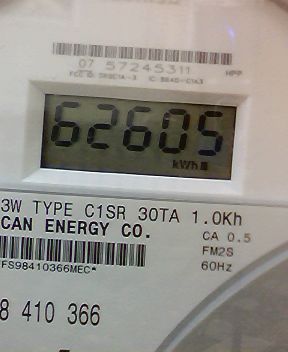 07 57245311
HPP
62605
kWh
3W TYPE C1SR 30TA 1.0Kh
CAN ENERGY CO.
CA 0.5
FM2S
FS98410366MEC*
60Hz
8 410 366